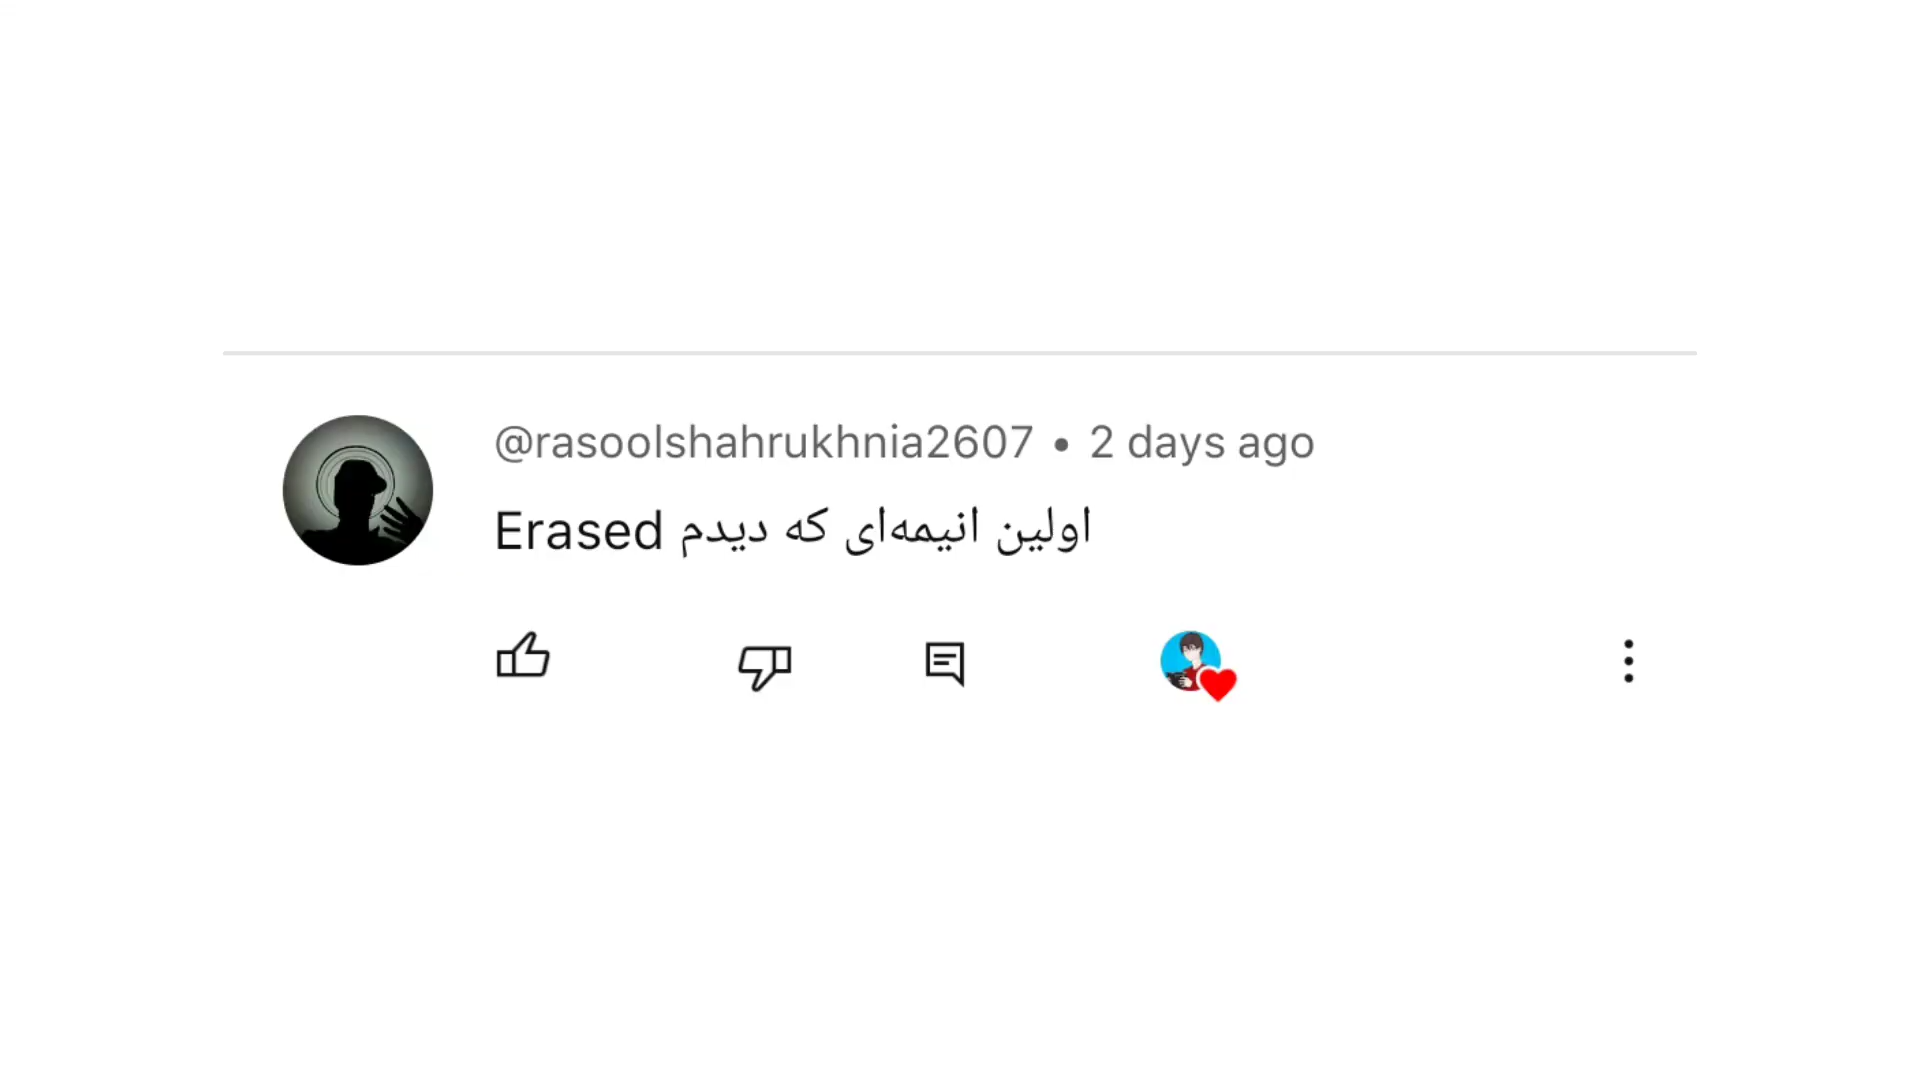 @rasoolshahrukhnia2607 • 2 days ago
اولین انیمه‌ای که دیدم Erased